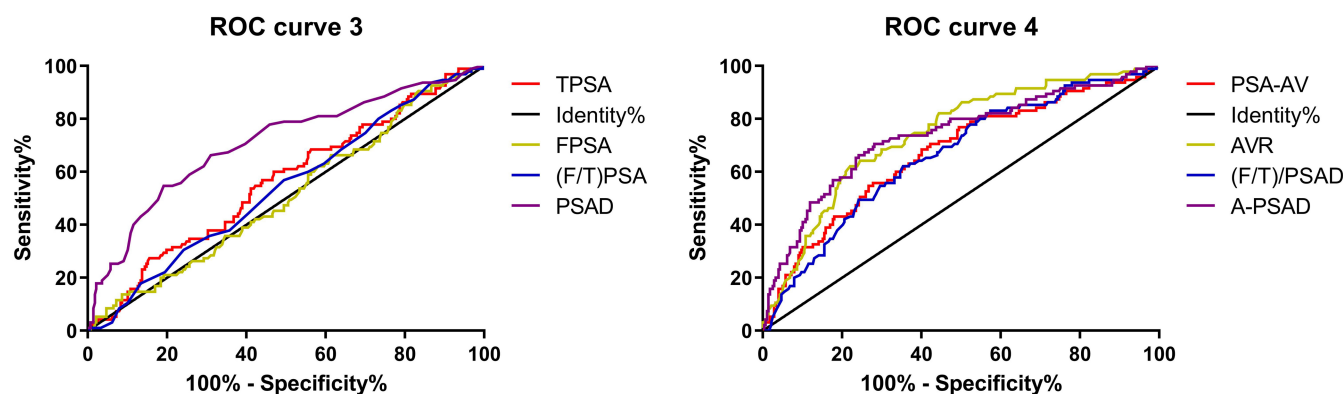 ROC curve 3
Sensitivity%
100
80
60
40
20
0
0 20 40 60 80 100
100% - Specificity%
TPSA
Identity%
FPSA
(F/T)PSA
PSAD
ROC curve 4
Sensitivity%
100
80
60
40
20
0
0 20 40 60 80 100
100% - Specificity%
PSA-AV
Identity%
AVR
(F/T)/PSAD
A-PSAD